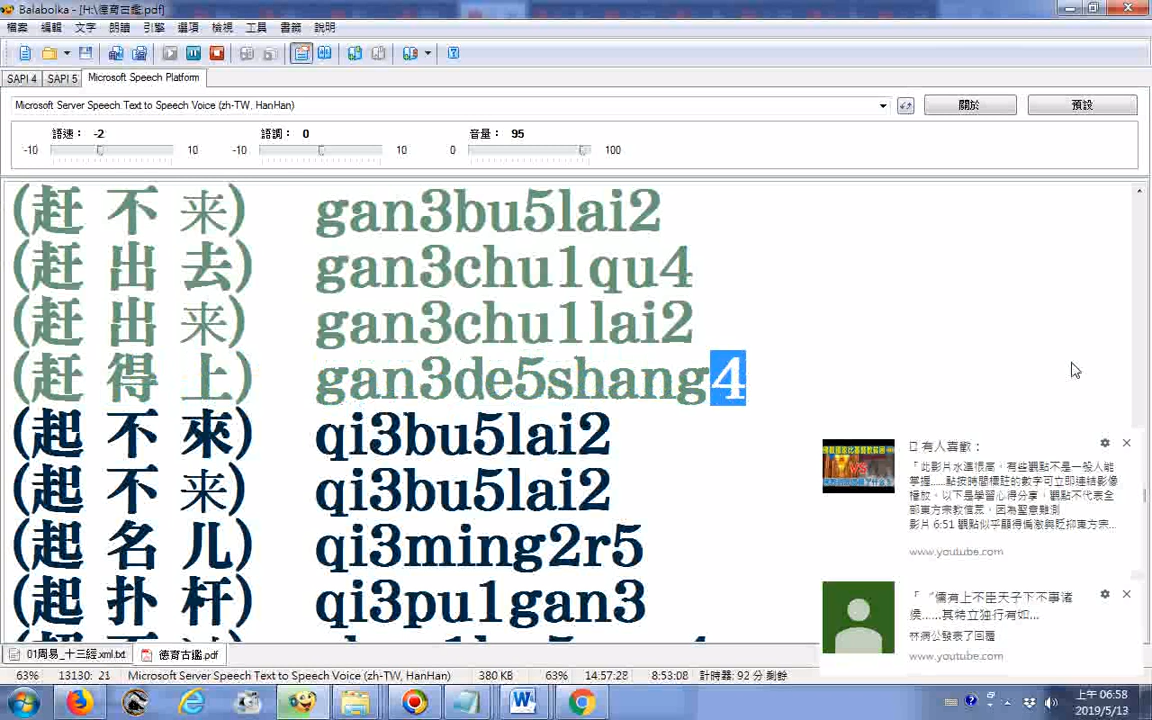 Balabolka - [H:\德育古鑑.pdf]
檔案 編輯 文字 朗讀 引擎 選項 檢視 工具 書籤 說明
SAPI 4 SAPI 5 Microsoft Speech Platform
Microsoft Server Speech Text to Speech Voice (zh-TW, HanHan) 關於 預設
語速： -2 語調： 0 音量： 95
-10 10 -10 10 0 100
(赶 不 来) gan3bu5lai2
(赶 出 去) gan3chu1qu4
(赶 出 来) gan3chu1lai2
(赶 得 上) gan3de5shang4
(起 不 來) qi3bu5lai2
(起 不 来) qi3bu5lai2
(起 名 儿) qi3ming2r5
(起 扑 杆) qi3pu1gan3
有人喜歡：
「此影片水準很高，有些觀點不是一般人能
掌握......點按時間標註的數字可立即連結影像
播放，以下是學習心得分享，觀點不代表全
部東方宗教信眾，因為聖意難測
影片 6:51 觀點似乎顯得偏激與貶抑東方宗...
www.youtube.com
「〝儒有上不臣天子下不事諸
侯......其特立独行有如...
林病公發表了回覆
www.youtube.com
01周易_十三經.xml.txt 德育古鑑.pdf
63% 13130: 21 Microsoft Server Speech Text to Speech Voice (zh-TW, HanHan) 380 KB 63% 14:57:28 8:53:08 計時器: 92 分 剩餘
上午 06:58
2019/5/13